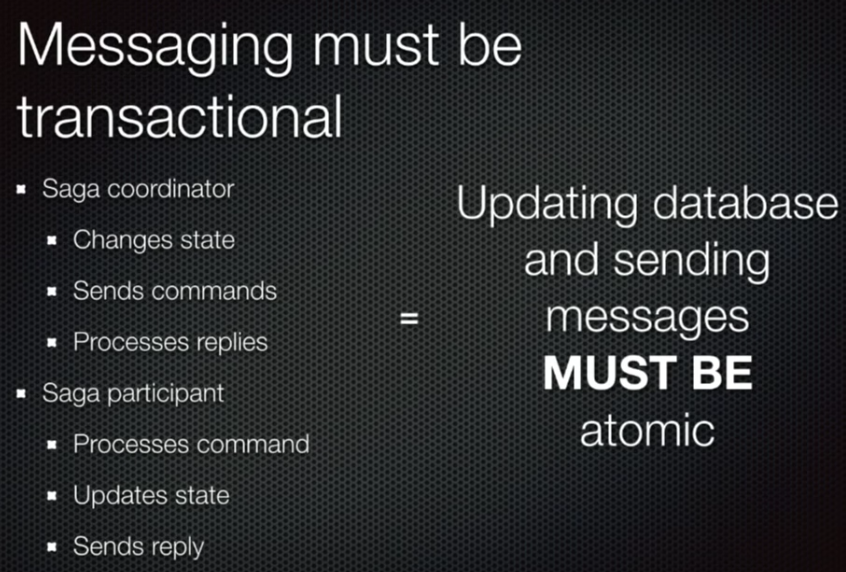 Messaging must be
transactional
Saga coordinator
Changes state
Sends commands
Processes replies
Saga participant
Processes command
Updates state
Sends reply
=
Updating database
and sending
messages
MUST BE
atomic